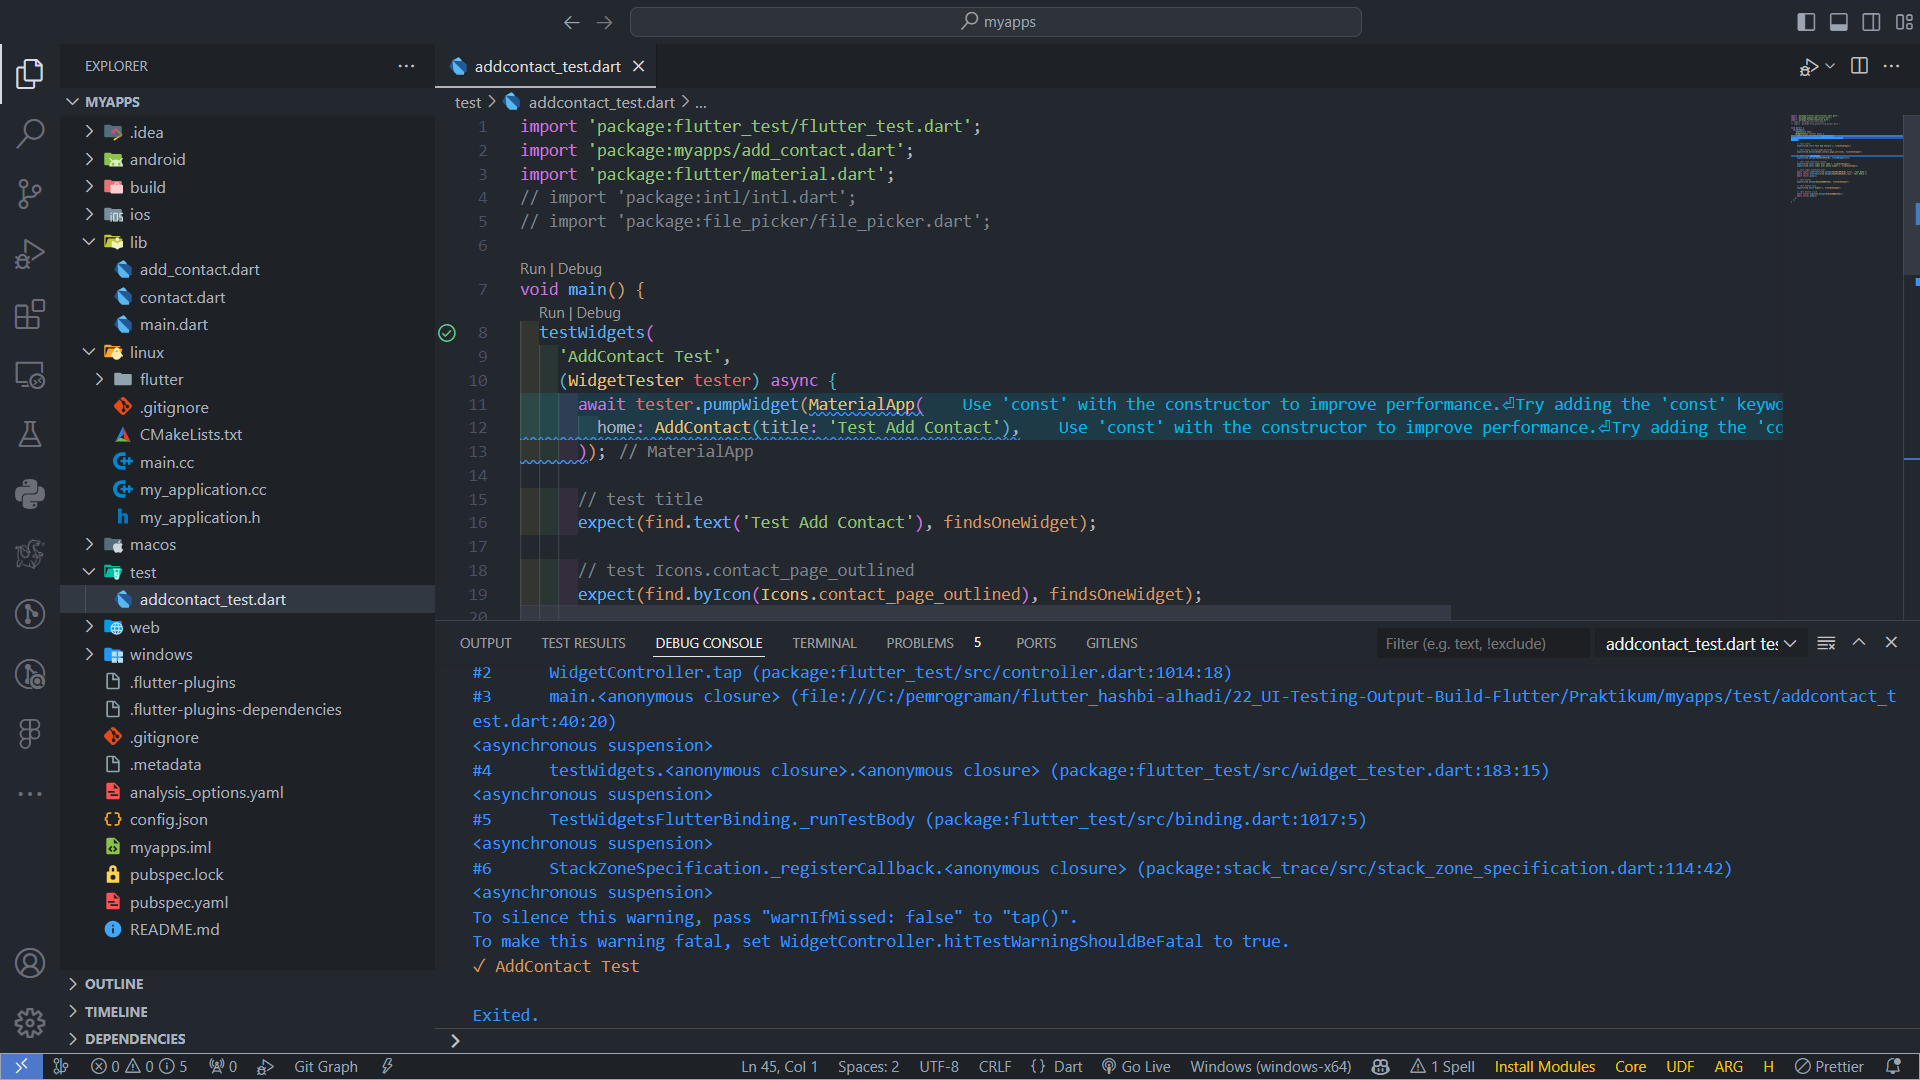 myapps
EXPLORER
MYAPPS
.idea
android
build
ios
lib
add_contact.dart
contact.dart
main.dart
linux
flutter
.gitignore
CMakeLists.txt
main.cc
my_application.cc
my_application.h
macos
test
addcontact_test.dart
web
windows
.flutter-plugins
.flutter-plugins-dependencies
.gitignore
.metadata
analysis_options.yaml
config.json
myapps.iml
pubspec.lock
pubspec.yaml
README.md
OUTLINE
TIMELINE
DEPENDENCIES
addcontact_test.dart
test > addcontact_test.dart > ...
1 import 'package:flutter_test/flutter_test.dart';
2 import 'package:myapps/add_contact.dart';
3 import 'package:flutter/material.dart';
4 // import 'package:intl/intl.dart';
5 // import 'package:file_picker/file_picker.dart';
6
Run | Debug
7 void main() {
Run | Debug
8 testWidgets(
9 'AddContact Test',
10 (WidgetTester tester) async {
11 await tester.pumpWidget(MaterialApp( Use 'const' with the constructor to improve performance.⏎Try adding the 'const' keywo
12 home: AddContact(title: 'Test Add Contact'), Use 'const' with the constructor to improve performance.⏎Try adding the 'co
13 )); // MaterialApp
14
15 // test title
16 expect(find.text('Test Add Contact'), findsOneWidget);
17
18 // test Icons.contact_page_outlined
19 expect(find.byIcon(Icons.contact_page_outlined), findsOneWidget);
20
OUTPUT TEST RESULTS DEBUG CONSOLE TERMINAL PROBLEMS 5 PORTS GITLENS Filter (e.g. text, !exclude) addcontact_test.dart tes
#2 WidgetController.tap (package:flutter_test/src/controller.dart:1014:18)
#3 main.<anonymous closure> (file:///C:/pemrograman/flutter_hashbi-alhadi/22_UI-Testing-Output-Build-Flutter/Praktikum/myapps/test/addcontact_t
est.dart:40:20)
<asynchronous suspension>
#4 testWidgets.<anonymous closure>.<anonymous closure> (package:flutter_test/src/widget_tester.dart:183:15)
<asynchronous suspension>
#5 TestWidgetsFlutterBinding._runTestBody (package:flutter_test/src/binding.dart:1017:5)
<asynchronous suspension>
#6 StackZoneSpecification._registerCallback.<anonymous closure> (package:stack_trace/src/stack_zone_specification.dart:114:42)
<asynchronous suspension>
To silence this warning, pass "warnIfMissed: false" to "tap()".
To make this warning fatal, set WidgetController.hitTestWarningShouldBeFatal to true.
✓ AddContact Test
Exited.
0 0 5 0 Git Graph Ln 45, Col 1 Spaces: 2 UTF-8 CRLF {} Dart Go Live Windows (windows-x64) 1 Spell Install Modules Core UDF ARG H Prettier